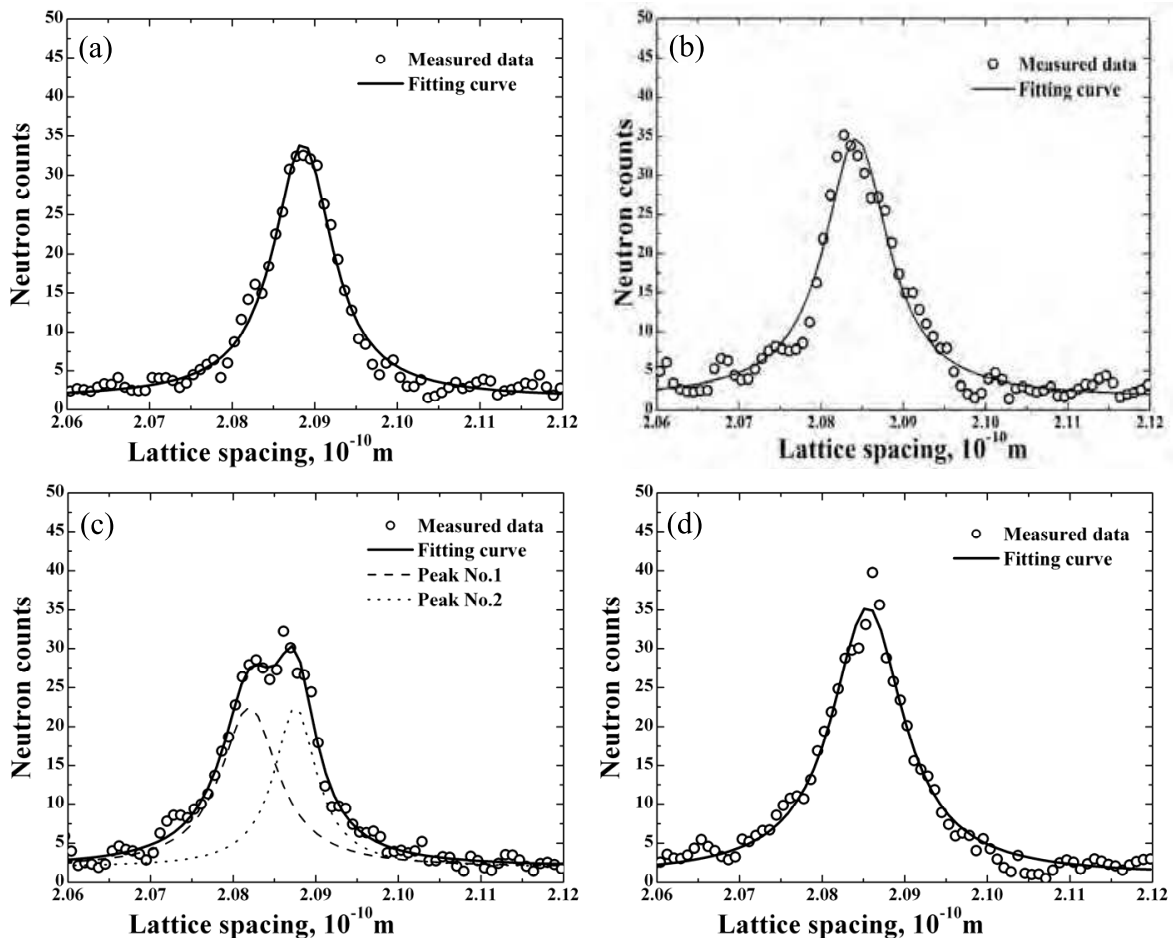 (a)
50
45
40
35
30
25
20
15
10
5
0
Neutron counts
Measured data
Fitting curve
2.06 2.07 2.08 2.09 2.10 2.11 2.12
Lattice spacing, 10⁻¹⁰m
(b)
50
45
40
35
30
25
20
15
10
5
0
Neutron counts
Measured data
Fitting curve
2.06 2.07 2.08 2.09 2.10 2.11 2.12
Lattice spacing, 10⁻¹⁰m
(c)
50
45
40
35
30
25
20
15
10
5
0
Neutron counts
Measured data
Fitting curve
Peak No.1
Peak No.2
2.06 2.07 2.08 2.09 2.10 2.11 2.12
Lattice spacing, 10⁻¹⁰m
(d)
50
45
40
35
30
25
20
15
10
5
0
Neutron counts
Measured data
Fitting curve
2.06 2.07 2.08 2.09 2.10 2.11 2.12
Lattice spacing, 10⁻¹⁰m